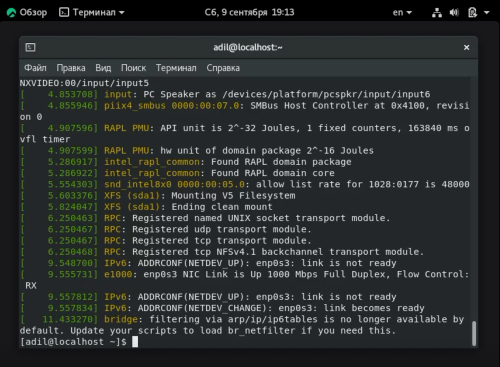 Обзор Терминал Сб, 9 сентября 19:13 en
adil@localhost:~
Файл Правка Вид Поиск Терминал Справка
NXVIDEO:00/input/input5
[    4.853708] input: PC Speaker as /devices/platform/pcspkr/input/input6
[    4.855946] piix4_smbus 0000:00:07.0: SMBus Host Controller at 0x4100, revisi
on 0
[    4.907596] RAPL PMU: API unit is 2^-32 Joules, 1 fixed counters, 163840 ms o
vfl timer
[    4.907599] RAPL PMU: hw unit of domain package 2^-16 Joules
[    5.286917] intel_rapl_common: Found RAPL domain package
[    5.286922] intel_rapl_common: Found RAPL domain core
[    5.554303] snd_intel8x0 0000:00:05.0: allow list rate for 1028:0177 is 48000
[    5.603376] XFS (sda1): Mounting V5 Filesystem
[    5.824047] XFS (sda1): Ending clean mount
[    6.250463] RPC: Registered named UNIX socket transport module.
[    6.250467] RPC: Registered udp transport module.
[    6.250467] RPC: Registered tcp transport module.
[    6.250468] RPC: Registered tcp NFSv4.1 backchannel transport module.
[    9.548700] IPv6: ADDRCONF(NETDEV_UP): enp0s3: link is not ready
[    9.555731] e1000: enp0s3 NIC Link is Up 1000 Mbps Full Duplex, Flow Control:
 RX
[    9.557812] IPv6: ADDRCONF(NETDEV_UP): enp0s3: link is not ready
[    9.557834] IPv6: ADDRCONF(NETDEV_CHANGE): enp0s3: link becomes ready
[   11.433270] bridge: filtering via arp/ip/ip6tables is no longer available by
default. Update your scripts to load br_netfilter if you need this.
[adil@localhost ~]$